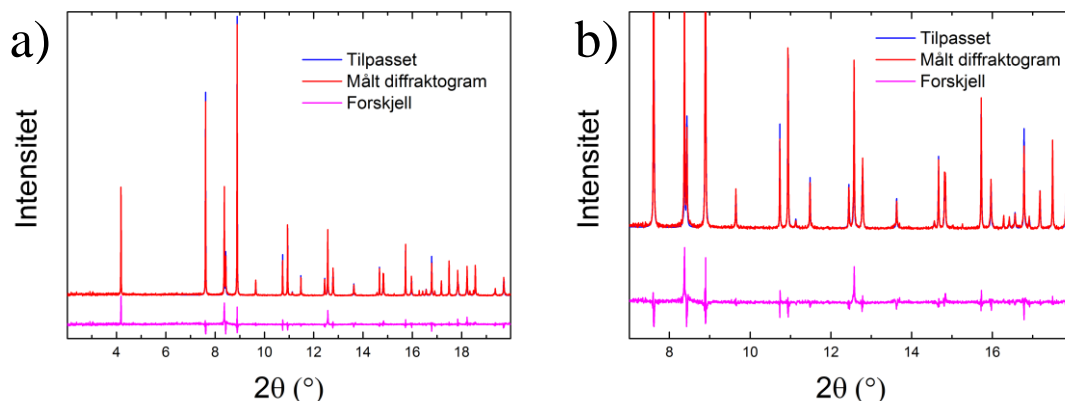 a)
Intensitet
Tilpasset
Målt diffraktogram
Forskjell
4 6 8 10 12 14 16 18
2θ (°)
b)
Intensitet
Tilpasset
Målt diffraktogram
Forskjell
8 10 12 14 16
2θ (°)